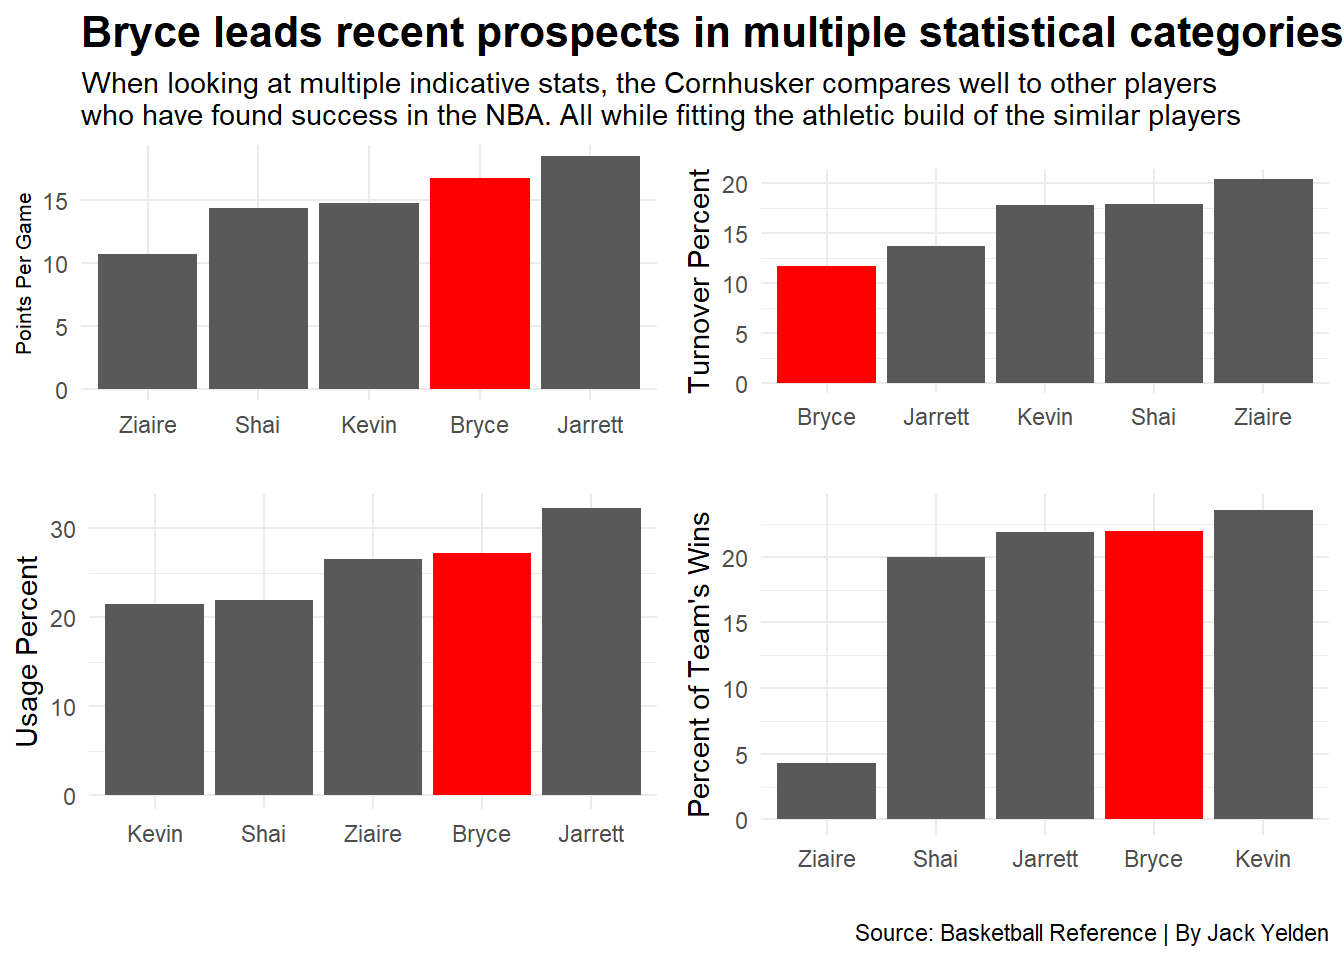 Bryce leads recent prospects in multiple statistical categories
When looking at multiple indicative stats, the Cornhusker compares well to other players
who have found success in the NBA. All while fitting the athletic build of the similar players
Points Per Game
15
10
5
0
Ziaire Shai Kevin Bryce Jarrett
Turnover Percent
20
15
10
5
0
Bryce Jarrett Kevin Shai Ziaire
Usage Percent
30
20
10
0
Kevin Shai Ziaire Bryce Jarrett
Percent of Team's Wins
20
15
10
5
0
Ziaire Shai Jarrett Bryce Kevin
Source: Basketball Reference | By Jack Yelden